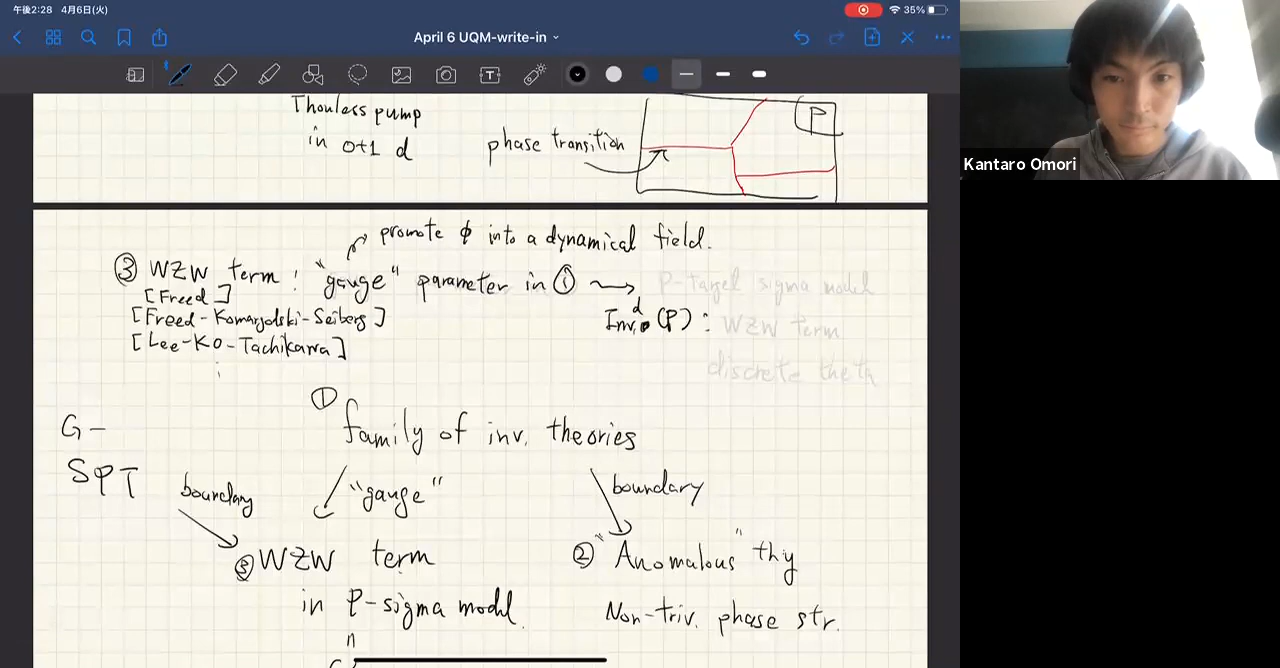 午後2:28 4月6日(火)
35%
April 6 UQM-write-in
Kantaro Omori
Thouless pump
in 0+1 d
phase transition
P
promote ϕ into a dynamical field.
③ WZW term : "gauge" parameter in ①
P-target sigma model
[Freed]
[Freed-Komargodski-Seiberg]
Inv^d (P) :
WZW term
[Lee-KO-Tachikawa]
discrete theta
①
family of inv. theories
G-
SPT
boundary
"gauge"
boundary
③ WZW term
② "Anomalous" thy
in P-sigma model.
Non-triv. phase str.